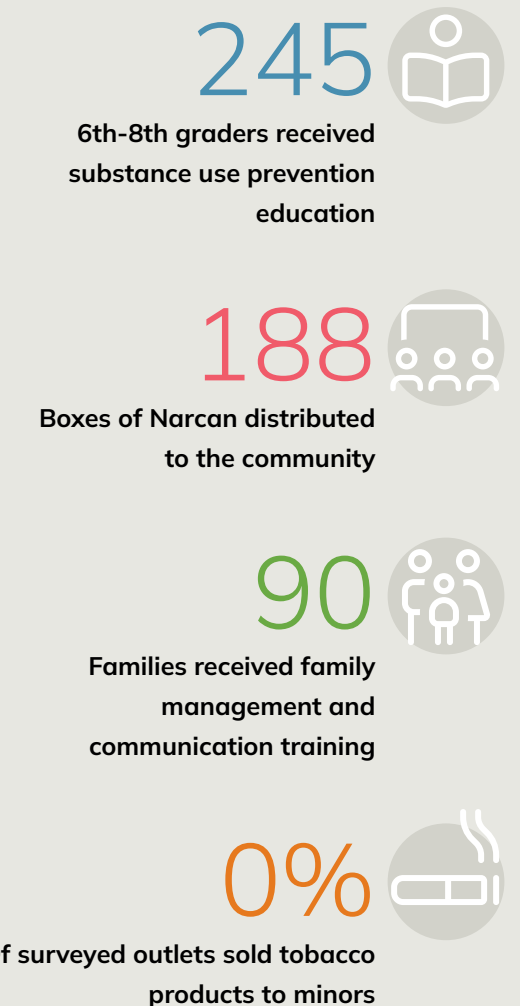 245
6th-8th graders received
substance use prevention
education
188
Boxes of Narcan distributed
to the community
90
Families received family
management and
communication training
0%
f surveyed outlets sold tobacco
products to minors